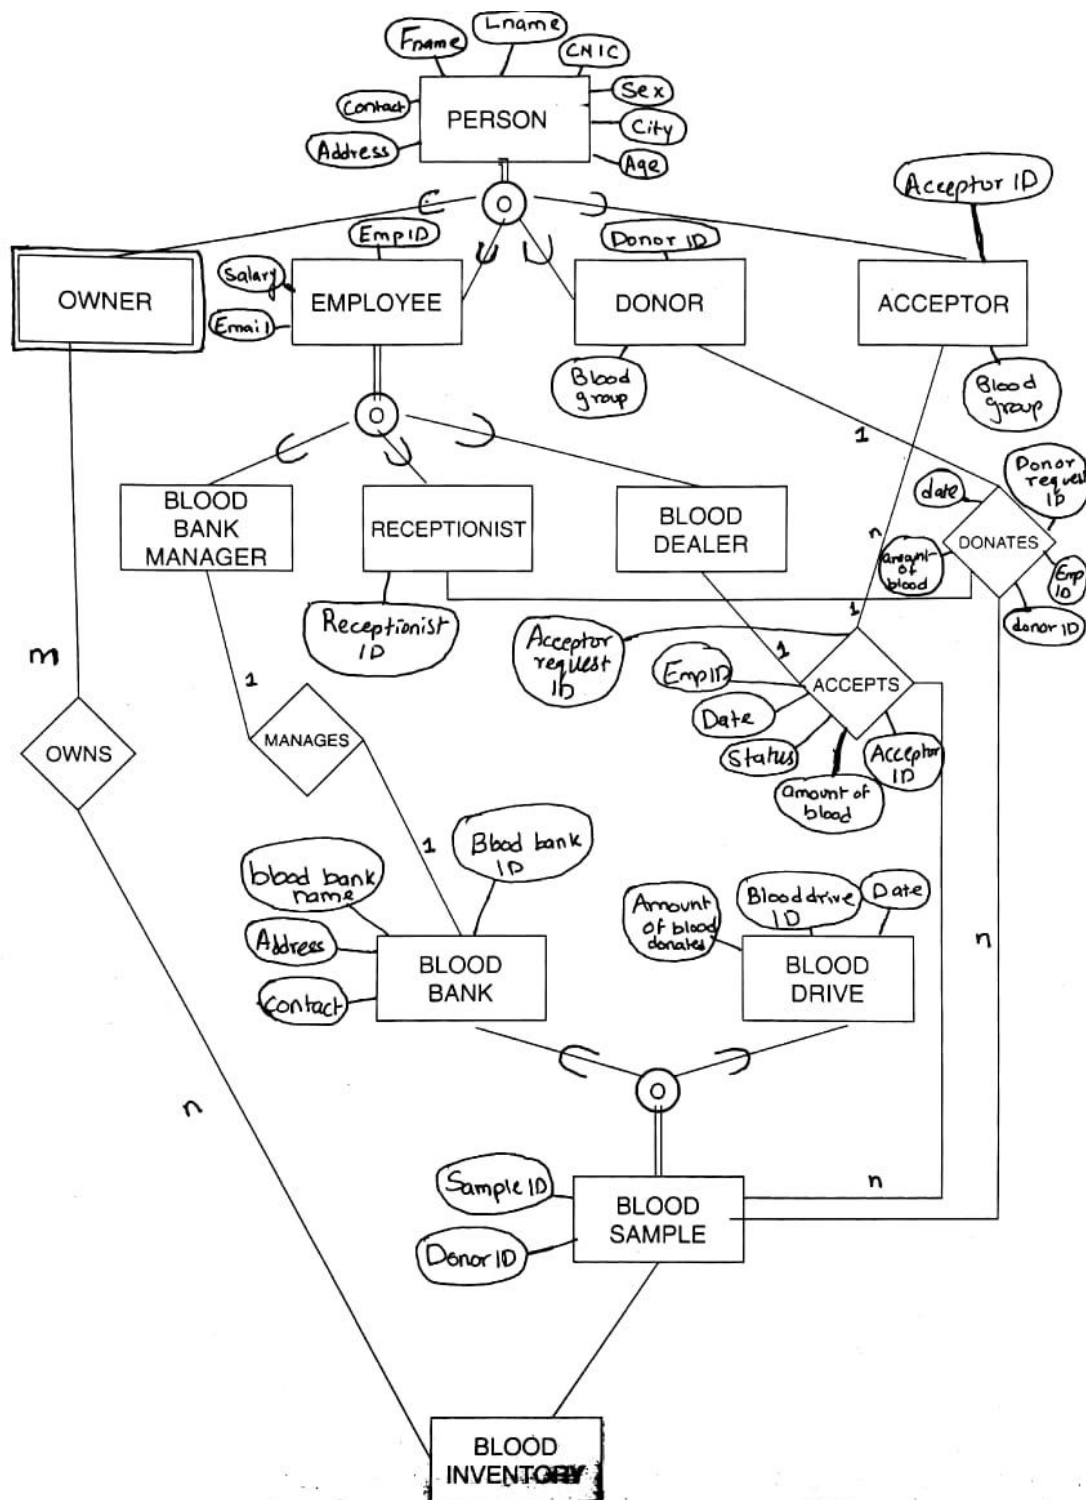 Fname
Lname
CNIC
Contact
Sex
PERSON
City
Address
Age
Acceptor ID
O
EmpID
Donor ID
Salary
OWNER
EMPLOYEE
DONOR
ACCEPTOR
Email
Blood
group
Blood
group
O
1
Donor
request
ID
date
BLOOD
BANK
MANAGER
RECEPTIONIST
BLOOD
DEALER
n
DONATES
amount
of
blood
Emp
ID
Receptionist
ID
1
donor ID
Acceptor
request
ID
1
m
1
EmpID
ACCEPTS
Date
OWNS
MANAGES
Status
Acceptor
ID
amount of
blood
1
Blood bank
ID
blood bank
name
Blood drive
ID
Date
Amount
of blood
donates
Address
n
BLOOD
BANK
BLOOD
DRIVE
Contact
O
n
n
Sample ID
BLOOD
SAMPLE
Donor ID
BLOOD
INVENTORY